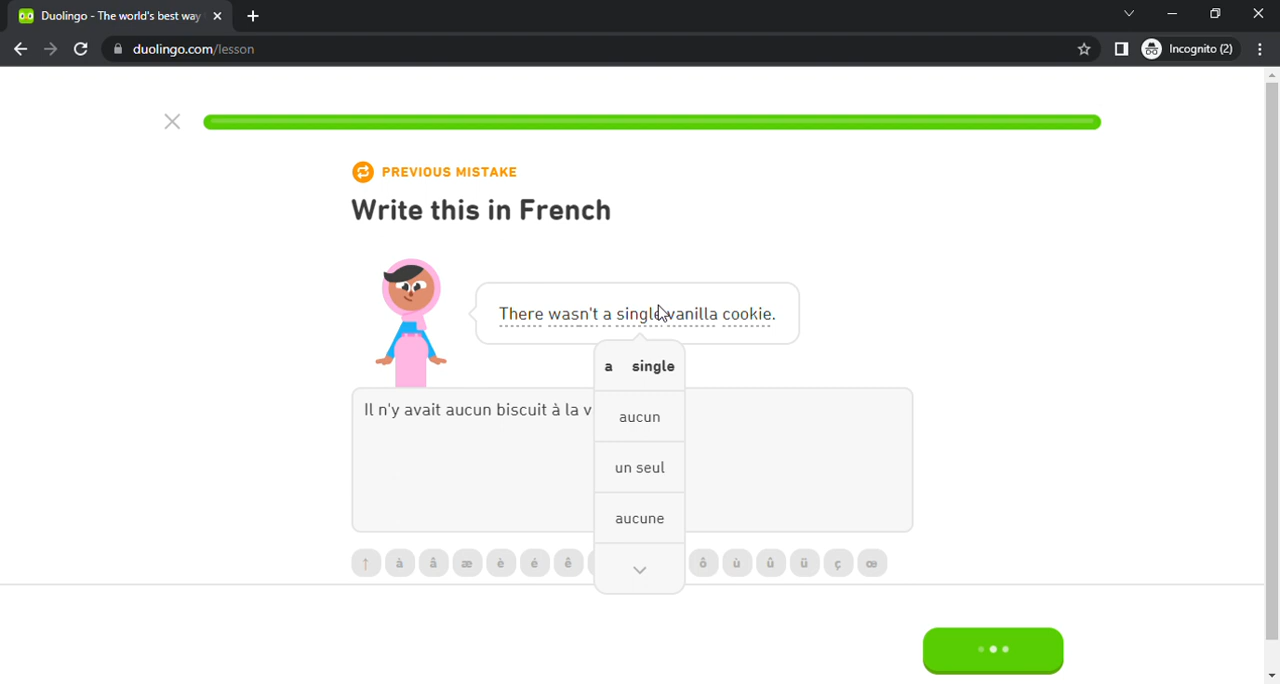 Duolingo - The world's best way
duolingo.com/lesson
Incognito (2)
PREVIOUS MISTAKE
Write this in French
There wasn't a single vanilla cookie.
a single
Il n'y avait aucun biscuit à la v
aucun
un seul
aucune
↑ à â æ è é ê ô ù û ü ç œ